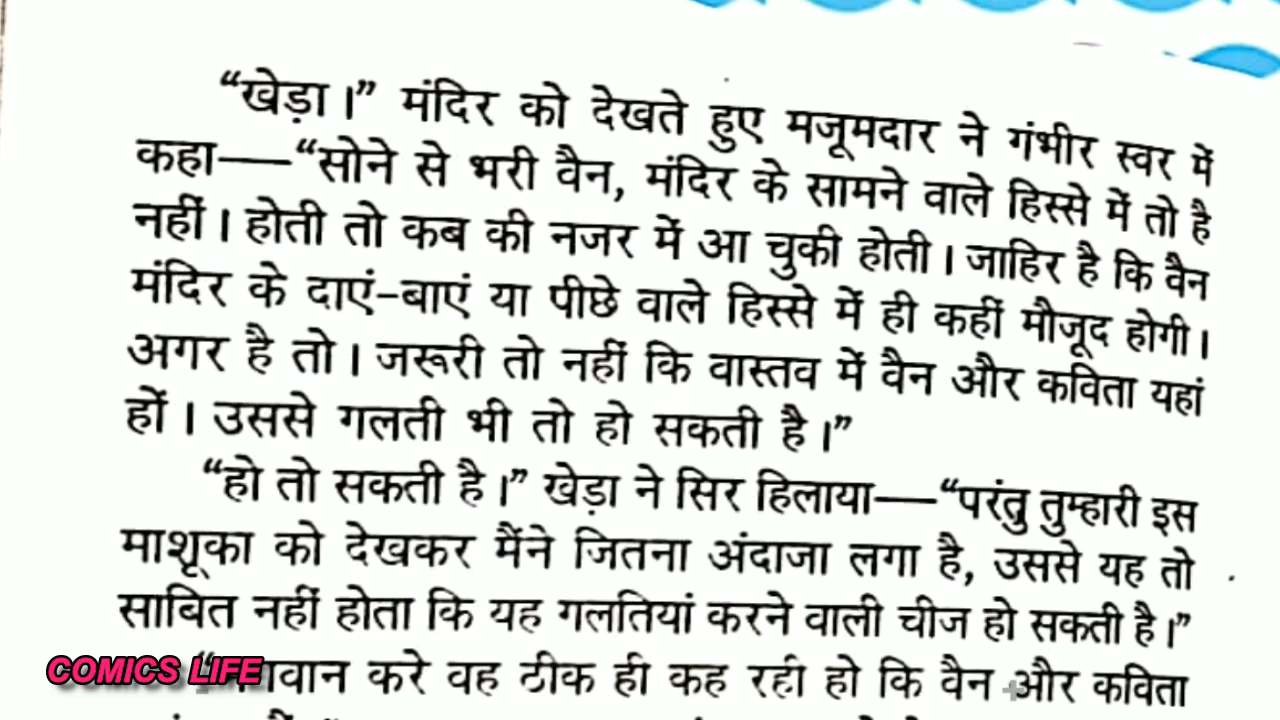 “खेड़ा।” मंदिर को देखते हुए मजूमदार ने गंभीर स्वर में
कहा—“सोने से भरी वैन, मंदिर के सामने वाले हिस्से में तो है
नहीं। होती तो कब की नजर में आ चुकी होती। जाहिर है कि वैन
मंदिर के दाएं-बाएं या पीछे वाले हिस्से में ही कहीं मौजूद होगी।
अगर है तो। जरूरी तो नहीं कि वास्तव में वैन और कविता यहां
हों। उससे गलती भी तो हो सकती है।”
“हो तो सकती है।” खेड़ा ने सिर हिलाया—“परंतु तुम्हारी इस
माशूका को देखकर मैंने जितना अंदाजा लगा है, उससे यह तो
साबित नहीं होता कि यह गलतियां करने वाली चीज हो सकती है।”
करे वह ठीक ही कह रही हो कि वैन और कविता
COMICS LIFE